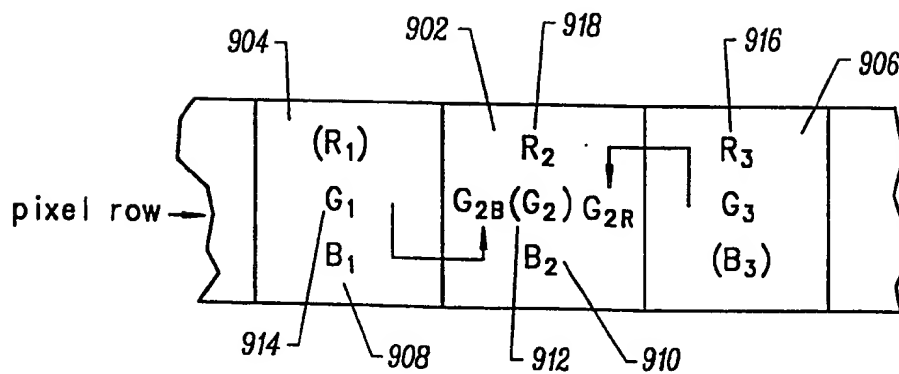 904 902 918 916 906
(R₁) R₂ R₃
pixel row G₁ G₂B(G₂) G₂R G₃
B₁ B₂ (B₃)
914 908 912 910